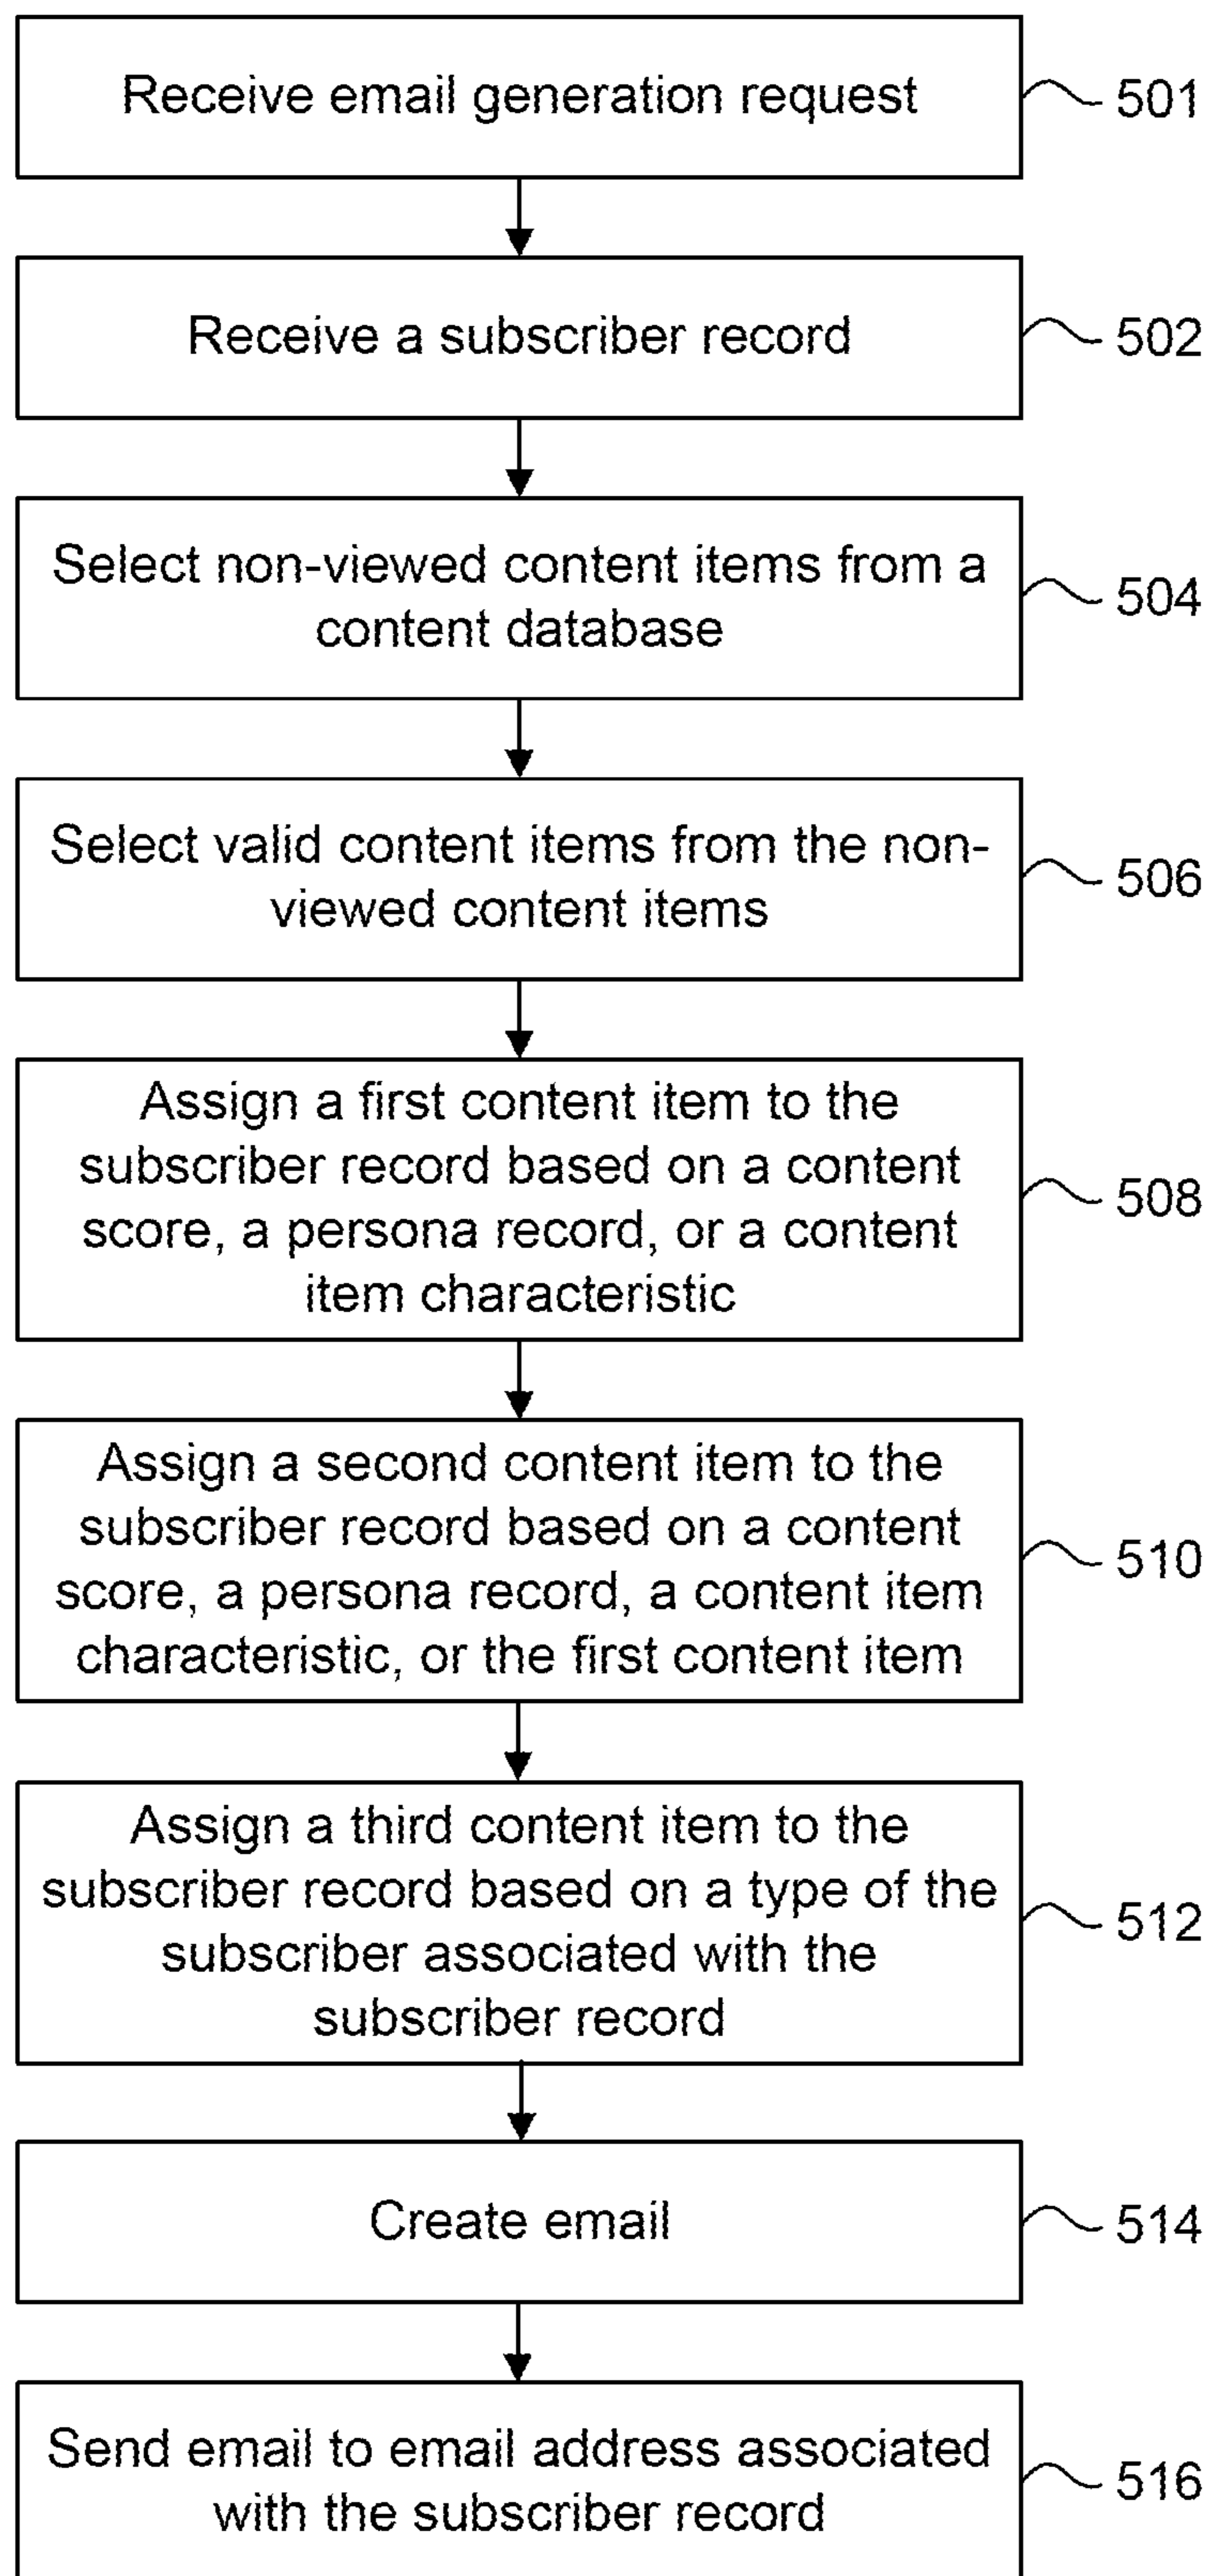 Receive email generation request
501
Receive a subscriber record
502
Select non-viewed content items from a
content database
504
Select valid content items from the non-
viewed content items
506
Assign a first content item to the
subscriber record based on a content
score, a persona record, or a content
item characteristic
508
Assign a second content item to the
subscriber record based on a content
score, a persona record, a content item
characteristic, or the first content item
510
Assign a third content item to the
subscriber record based on a type of the
subscriber associated with the
subscriber record
512
Create email
514
Send email to email address associated
with the subscriber record
516